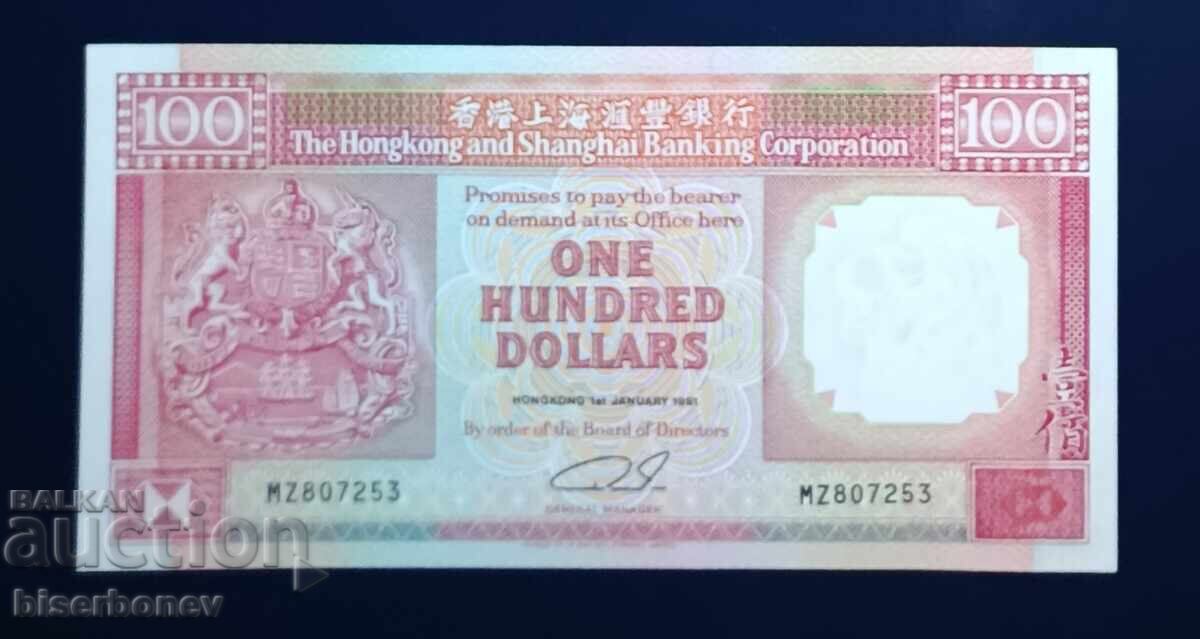 100 香港上海滙豐銀行 100
The Hongkong and Shanghai Banking Corporation
Promises to pay the bearer
on demand at its Office here
ONE
HUNDRED
DOLLARS
壹佰
HONGKONG 1st JANUARY 1991
By order of the Board of Directors
MZ807253 MZ807253
GENERAL MANAGER
BALKAN
auction
biserbonev